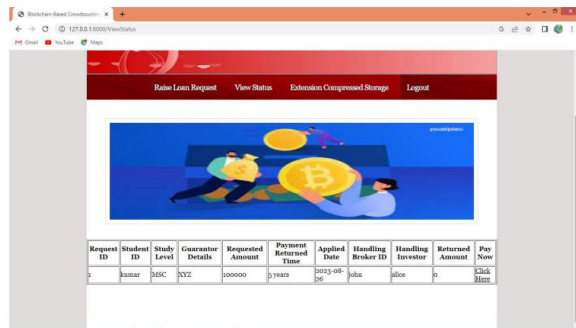 Blockchain-Based Crowdsourcing
127.0.0.1:8000/ViewStatus
Gmail YouTube Maps
Raise Loan Request View Status Extension Compressed Storage Logout
Request ID Student ID Study Level Guarantor Details Requested Amount Payment Returned Time Applied Date Handling Broker ID Handling Investor Returned Amount Pay Now
1 kumar MSC XYZ 100000 5 years 2023-08-26 john alice 0 Click Here